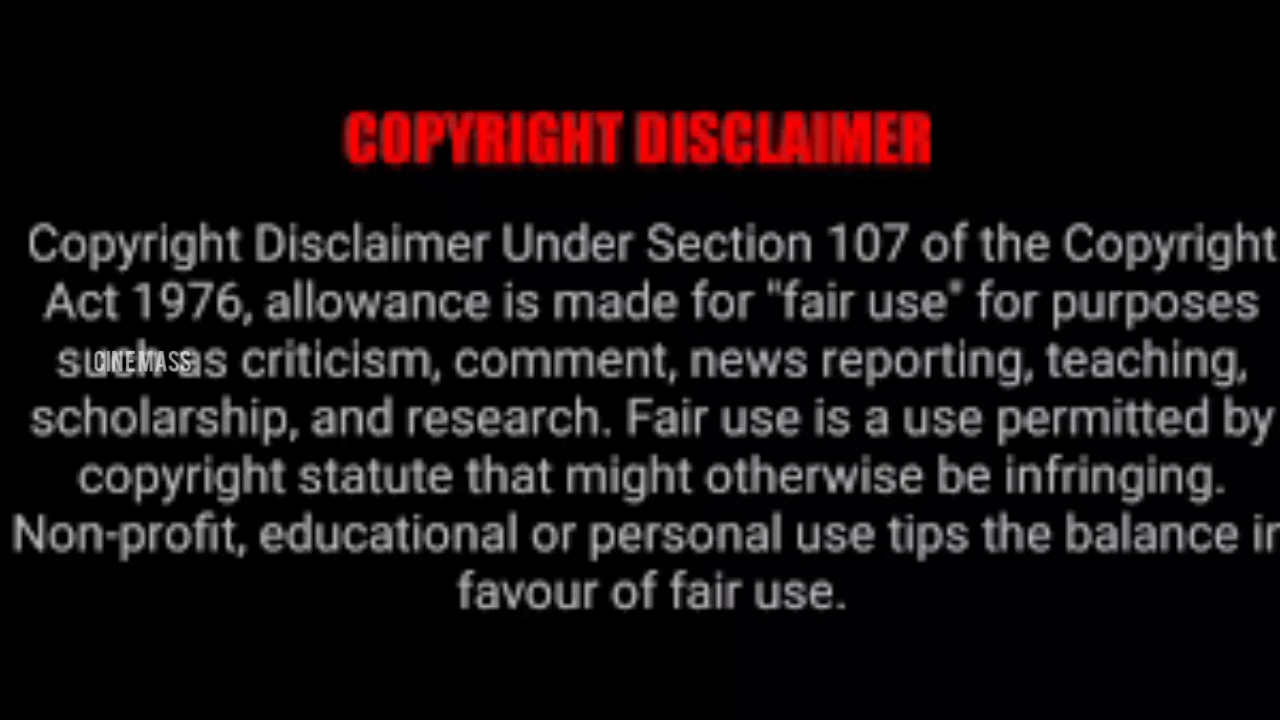 COPYRIGHT DISCLAIMER
Copyright Disclaimer Under Section 107 of the Copyright
Act 1976, allowance is made for "fair use" for purposes
such as criticism, comment, news reporting, teaching,
CINEMASS
scholarship, and research. Fair use is a use permitted by
copyright statute that might otherwise be infringing.
Non-profit, educational or personal use tips the balance in
favour of fair use.